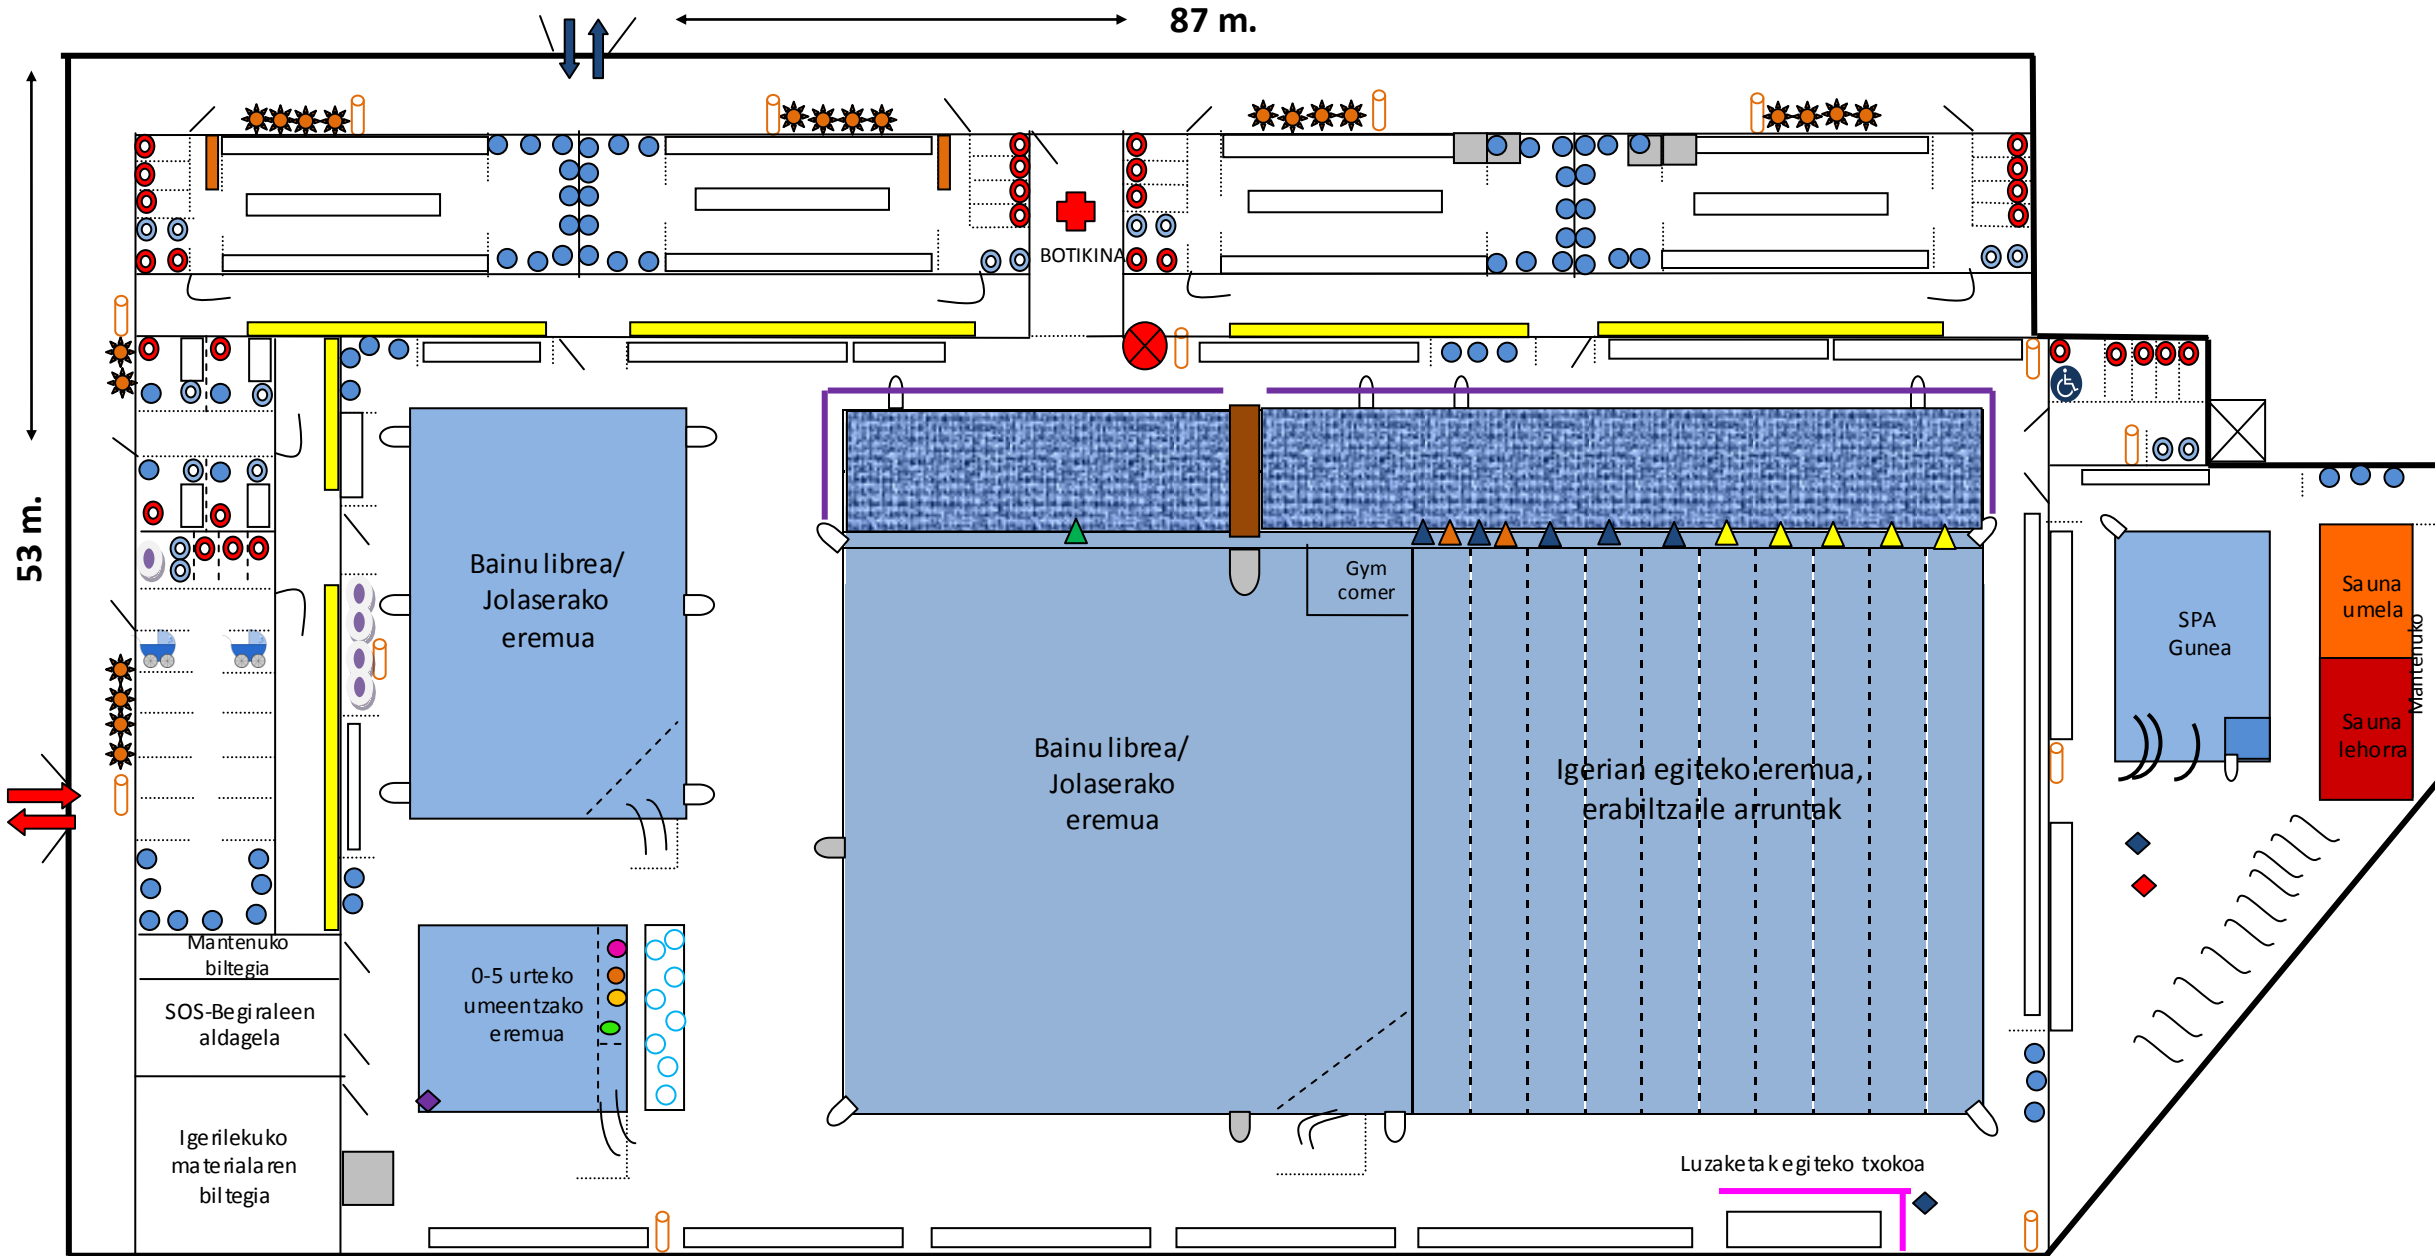 87 m.
53 m.
BOTIKINA
Bainu librea/
Jolaserako
eremua
Gym
corner
Bainu librea/
Jolaserako
eremua
Igerian egiteko eremua,
erabiltzaile arruntak
SPA
Gunea
Sauna
umela
Sauna
lehorra
Mantenuko
Mantenuko
biltegia
SOS-Begiraleen
aldagela
Igerilekuko
materialaren
biltegia
0-5 urteko
umeentzako
eremua
Luzaketak egiteko txokoa